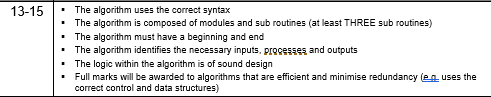 13-15
▪ The algorithm uses the correct syntax
▪ The algorithm is composed of modules and sub routines (at least THREE sub routines)
▪ The algorithm must have a beginning and end
▪ The algorithm identifies the necessary inputs, processes and outputs
▪ The logic within the algorithm is of sound design
▪ Full marks will be awarded to algorithms that are efficient and minimise redundancy (e.g. uses the
correct control and data structures)